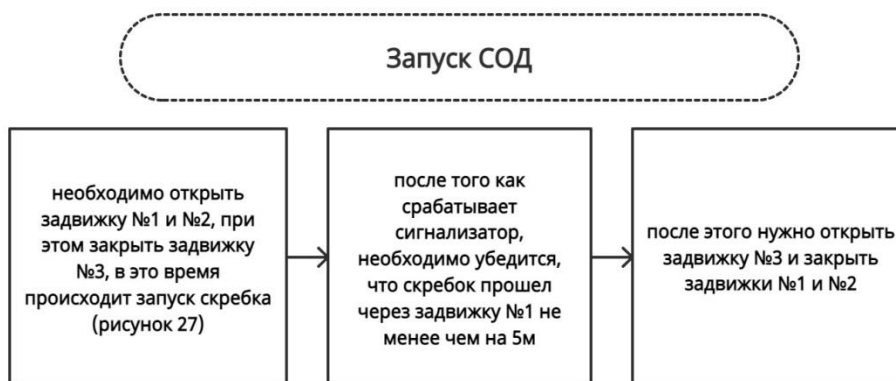 Запуск СОД
необходимо открыть
задвижку №1 и №2, при
этом закрыть задвижку
№3, в это время
происходит запуск скребка
(рисунок 27)
после того как
срабатывает
сигнализатор,
необходимо убедится,
что скребок прошел
через задвижку №1 не
менее чем на 5м
после этого нужно открыть
задвижку №3 и закрыть
задвижки №1 и №2